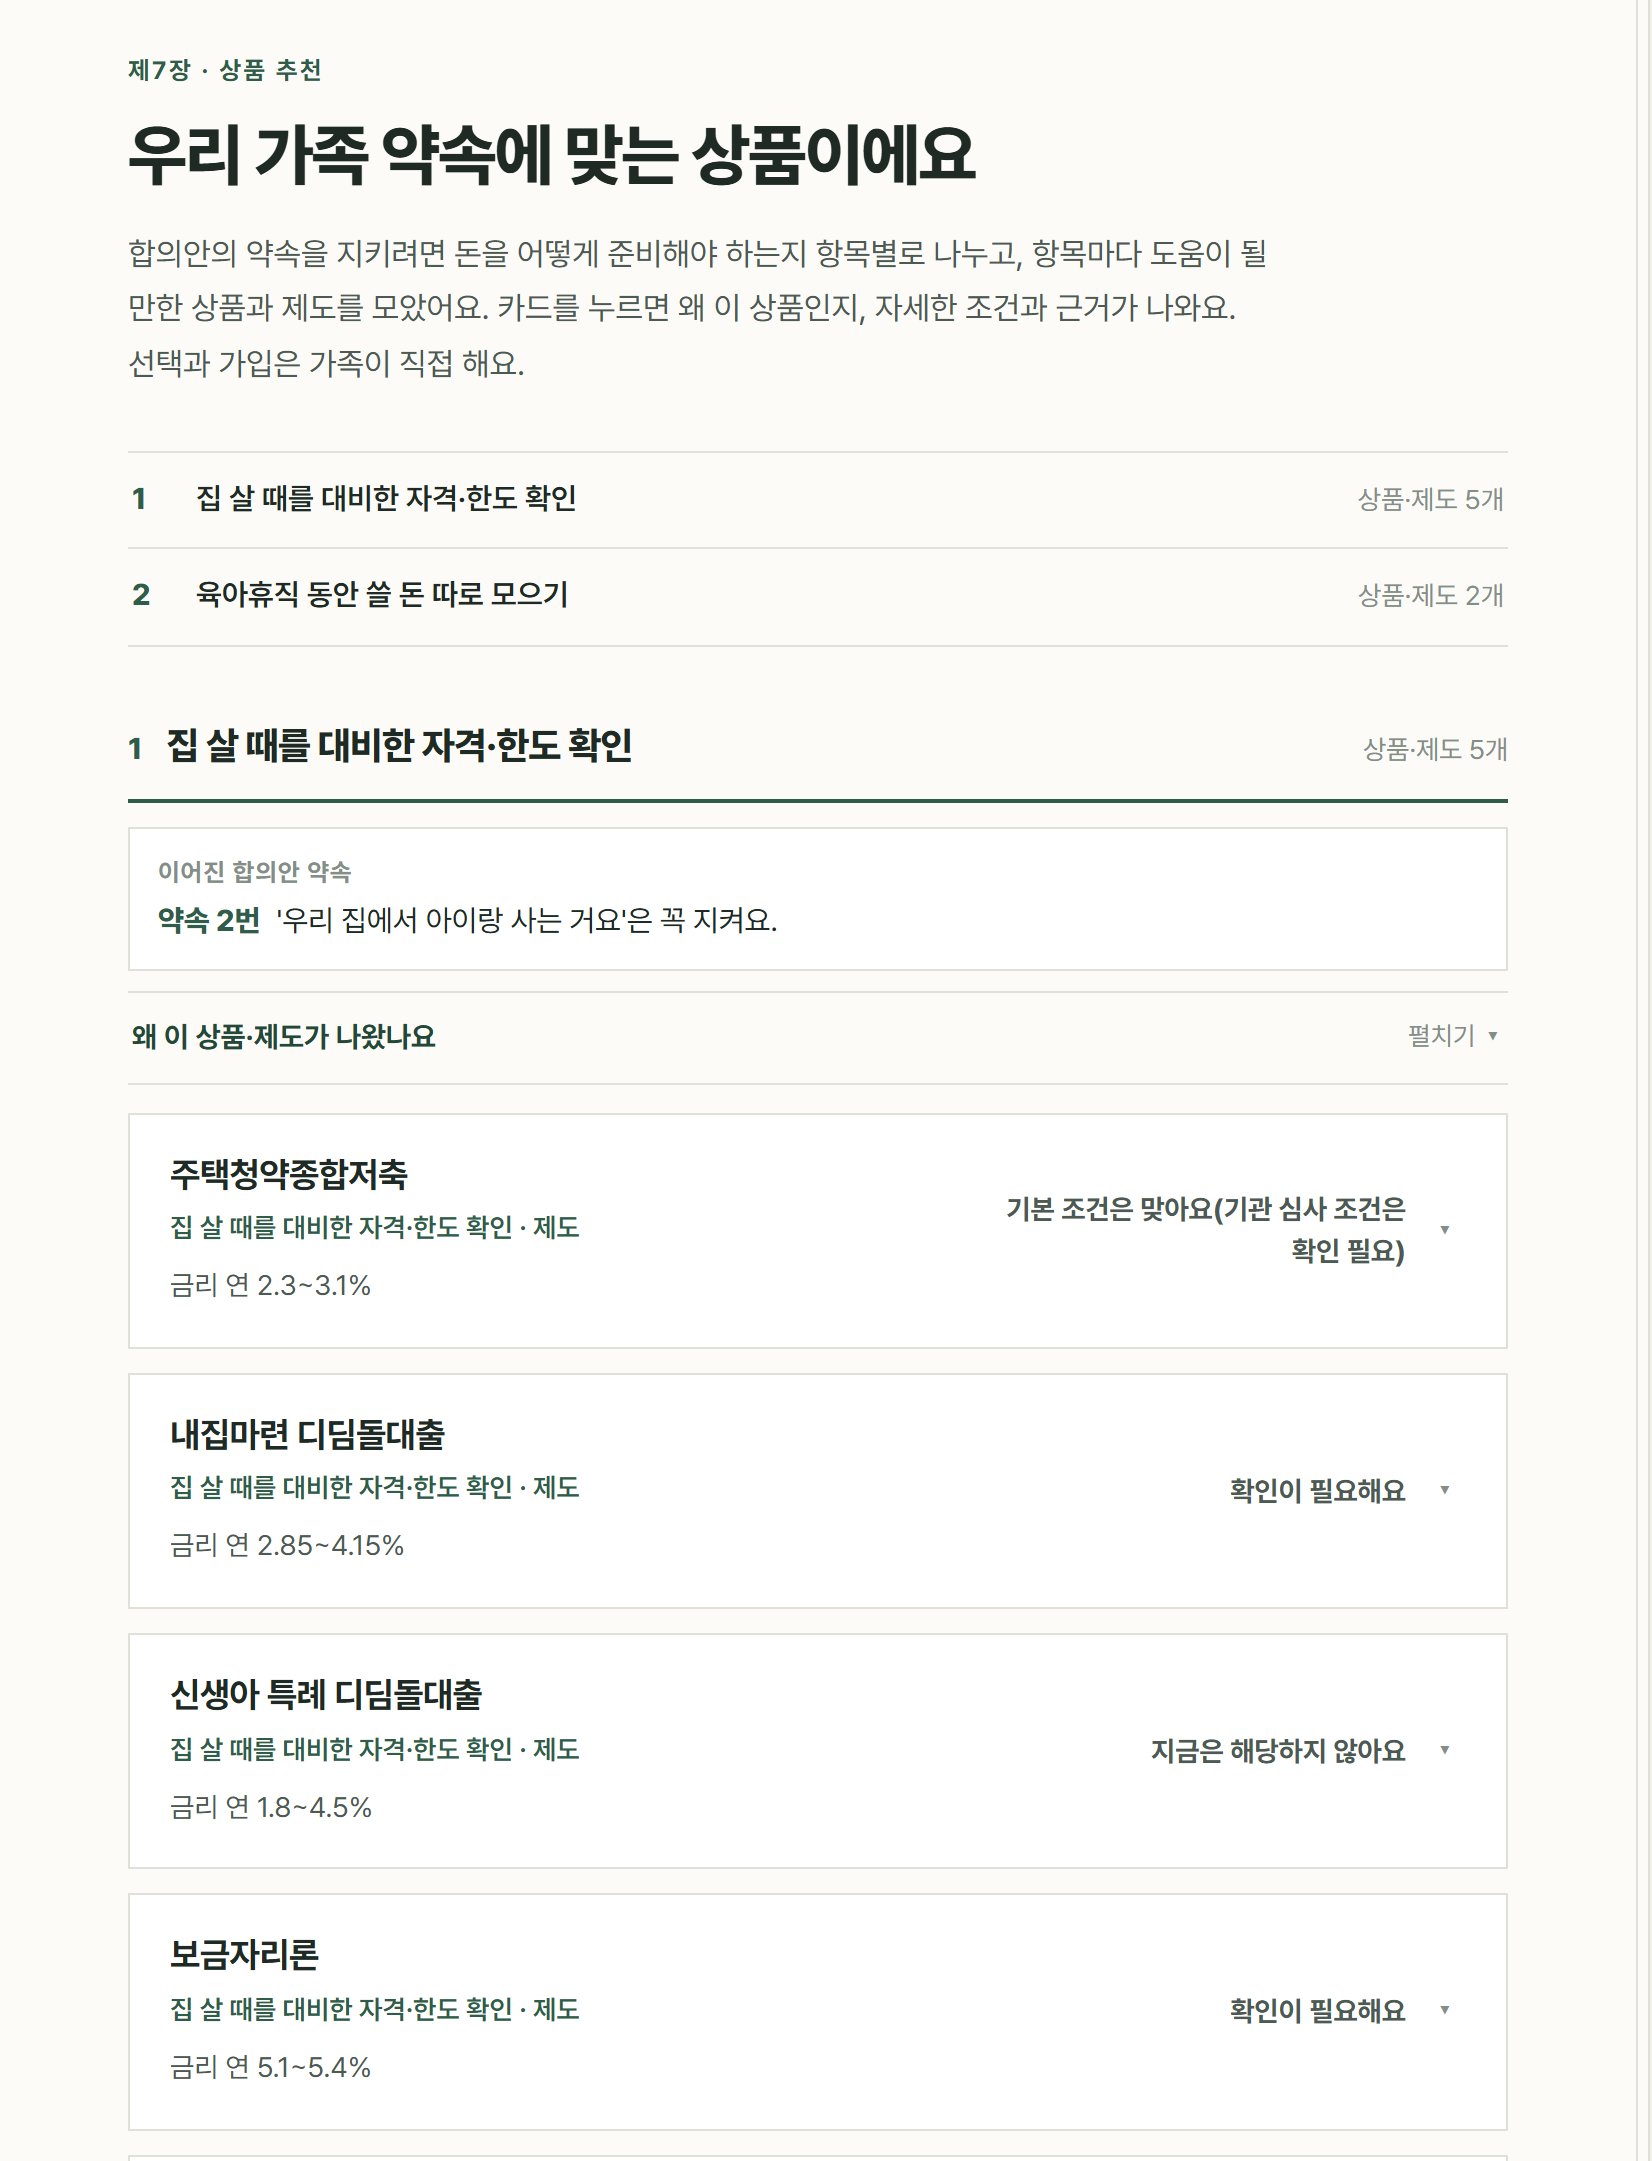 제7장 · 상품 추천
우리 가족 약속에 맞는 상품이에요
합의안의 약속을 지키려면 돈을 어떻게 준비해야 하는지 항목별로 나누고, 항목마다 도움이 될
만한 상품과 제도를 모았어요. 카드를 누르면 왜 이 상품인지, 자세한 조건과 근거가 나와요.
선택과 가입은 가족이 직접 해요.
1 집 살 때를 대비한 자격·한도 확인 상품·제도 5개
2 육아휴직 동안 쓸 돈 따로 모으기 상품·제도 2개
1 집 살 때를 대비한 자격·한도 확인 상품·제도 5개
이어진 합의안 약속
약속 2번 '우리 집에서 아이랑 사는 거요'은 꼭 지켜요.
왜 이 상품·제도가 나왔나요 펼치기 ▼
주택청약종합저축
집 살 때를 대비한 자격·한도 확인 · 제도
금리 연 2.3~3.1%
기본 조건은 맞아요(기관 심사 조건은
확인 필요) ▼
내집마련 디딤돌대출
집 살 때를 대비한 자격·한도 확인 · 제도
금리 연 2.85~4.15%
확인이 필요해요 ▼
신생아 특례 디딤돌대출
집 살 때를 대비한 자격·한도 확인 · 제도
금리 연 1.8~4.5%
지금은 해당하지 않아요 ▼
보금자리론
집 살 때를 대비한 자격·한도 확인 · 제도
금리 연 5.1~5.4%
확인이 필요해요 ▼